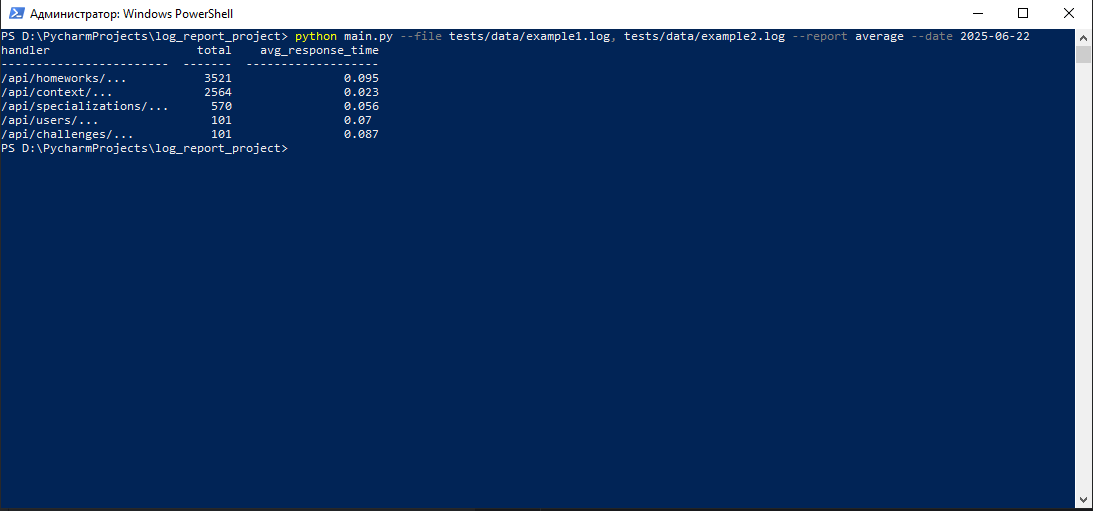 Администратор: Windows PowerShell
PS D:\PycharmProjects\log_report_project> python main.py --file tests/data/example1.log, tests/data/example2.log --report average --date 2025-06-22
handler                     total    avg_response_time
------------------------  -------  -------------------
/api/homeworks/...           3521                0.095
/api/context/...             2564                0.023
/api/specializations/...      570                0.056
/api/users/...                101                0.07
/api/challenges/...           101                0.087
PS D:\PycharmProjects\log_report_project>